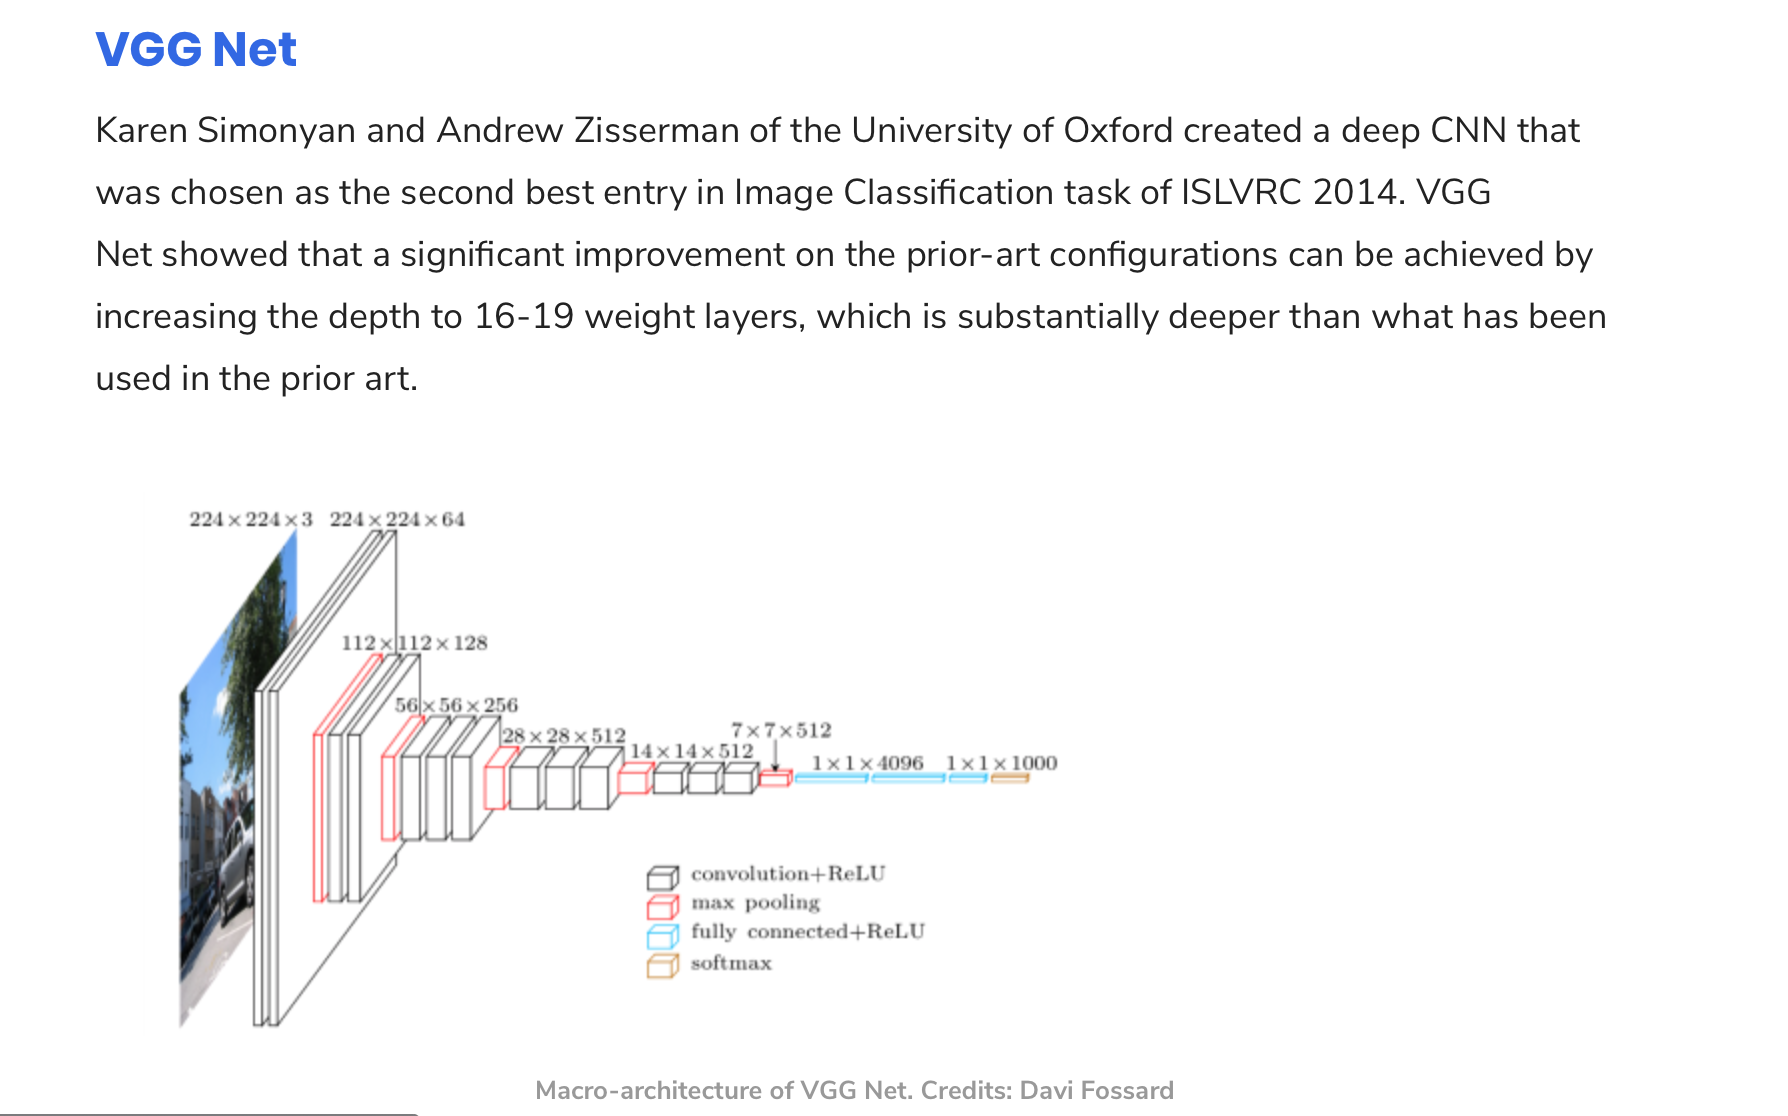 VGG Net
Karen Simonyan and Andrew Zisserman of the University of Oxford created a deep CNN that
was chosen as the second best entry in Image Classification task of ISLVRC 2014. VGG
Net showed that a significant improvement on the prior-art configurations can be achieved by
increasing the depth to 16-19 weight layers, which is substantially deeper than what has been
used in the prior art.
224×224×3 224×224×64
112×112×128
56×56×256
28×28×512
14×14×512
7×7×512
1×1×4096 1×1×1000
convolution+ReLU
max pooling
fully connected+ReLU
softmax
Macro-architecture of VGG Net. Credits: Davi Fossard